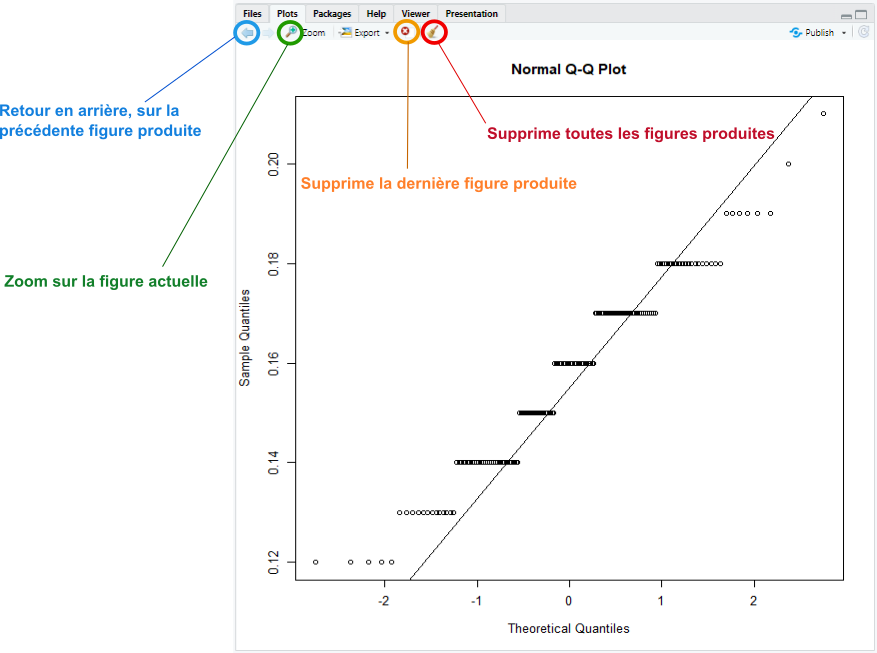 Files Plots Packages Help Viewer Presentation
Zoom Export Publish
Normal Q-Q Plot
Retour en arrière, sur la
précédente figure produite
Supprime toutes les figures produites
Supprime la dernière figure produite
Zoom sur la figure actuelle
Sample Quantiles
0.20
0.18
0.16
0.14
0.12
-2 -1 0 1 2
Theoretical Quantiles